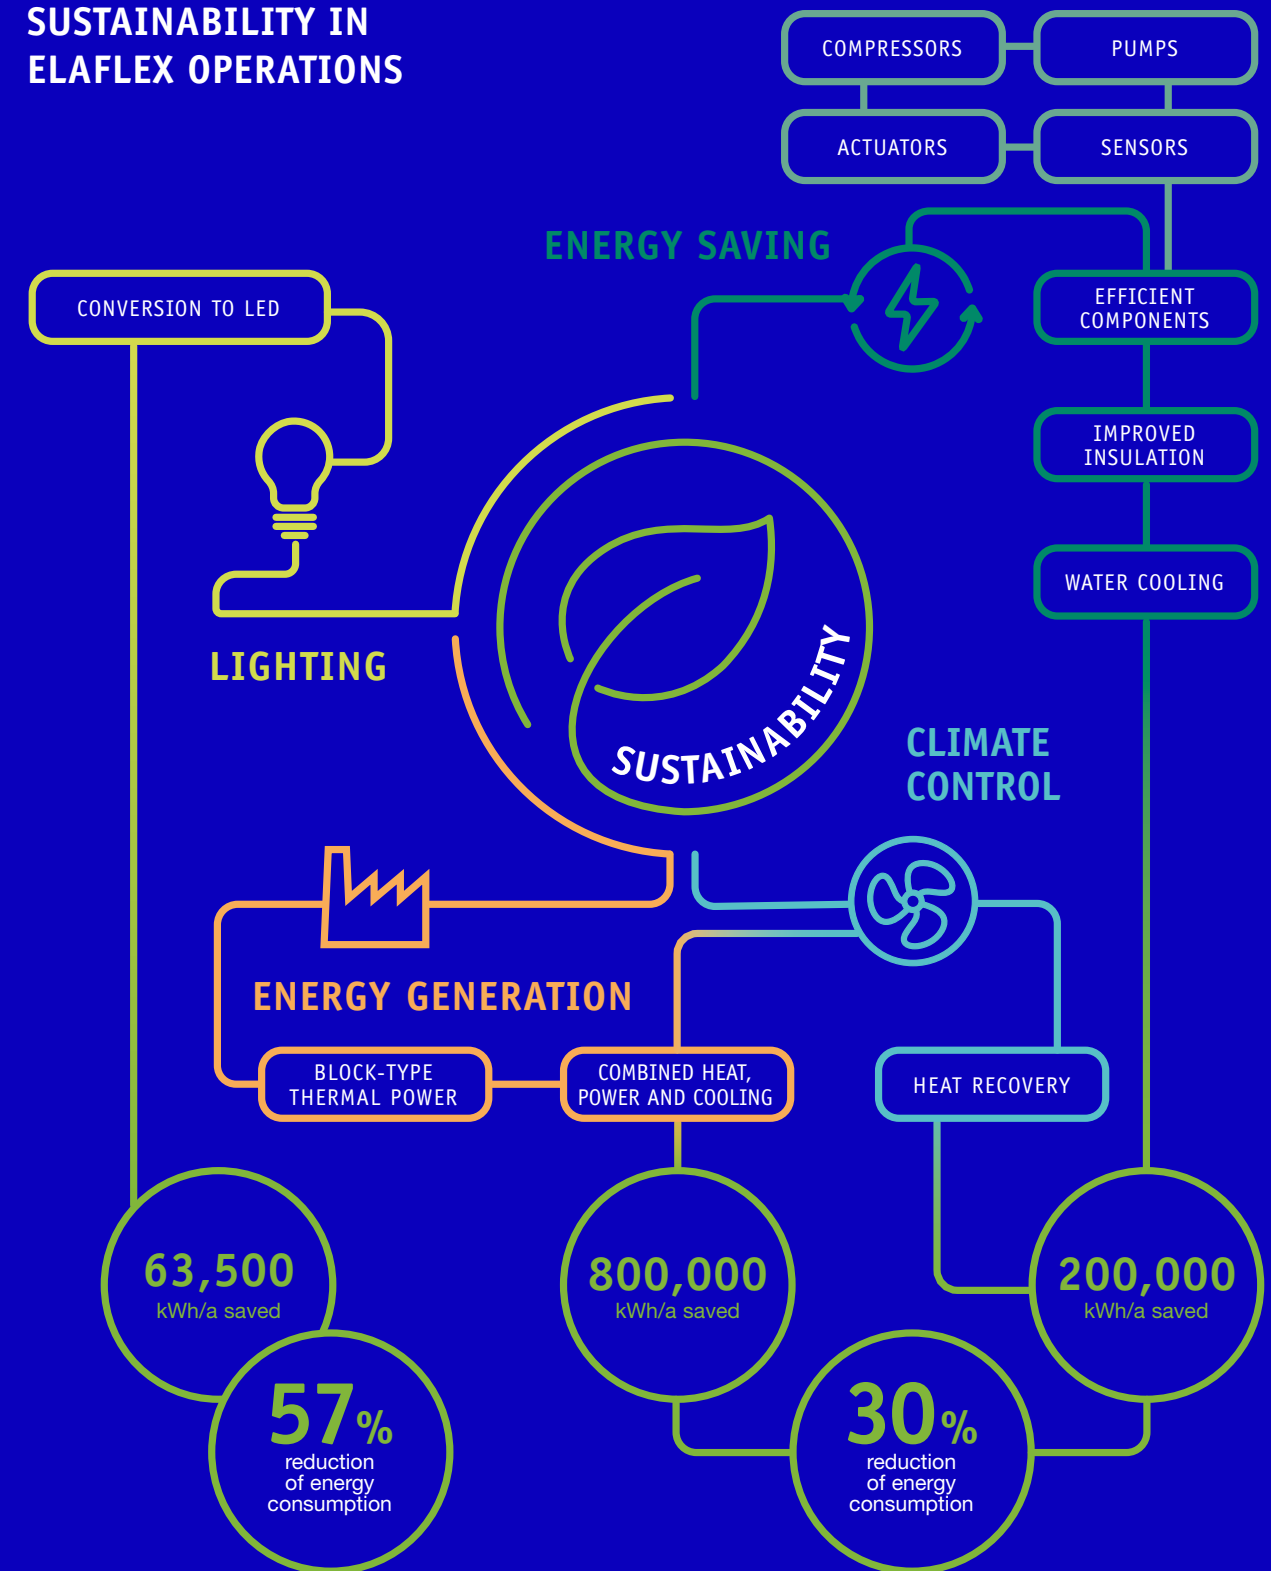 SUSTAINABILITY IN
ELAFLEX OPERATIONS
COMPRESSORS
PUMPS
ACTUATORS
SENSORS
ENERGY SAVING
CONVERSION TO LED
EFFICIENT
COMPONENTS
IMPROVED
INSULATION
WATER COOLING
LIGHTING
SUSTAINABILITY
CLIMATE
CONTROL
ENERGY GENERATION
BLOCK-TYPE
THERMAL POWER
COMBINED HEAT,
POWER AND COOLING
HEAT RECOVERY
63,500
kWh/a saved
800,000
kWh/a saved
200,000
kWh/a saved
57%
reduction
of energy
consumption
30%
reduction
of energy
consumption